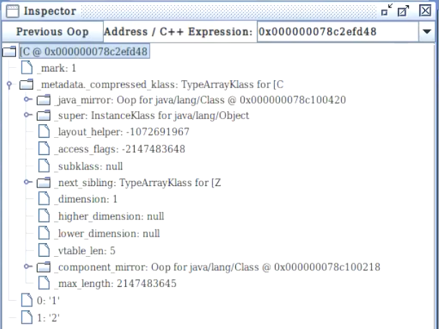 Inspector
Previous Oop Address / C++ Expression: 0x000000078c2efd48
[C @ 0x000000078c2efd48
_mark: 1
_metadata._compressed_klass: TypeArrayKlass for [C
_java_mirror: Oop for java/lang/Class @ 0x000000078c100420
_super: InstanceKlass for java/lang/Object
_layout_helper: -1072691967
_access_flags: -2147483648
_subklass: null
_next_sibling: TypeArrayKlass for [Z
_dimension: 1
_higher_dimension: null
_lower_dimension: null
_vtable_len: 5
_component_mirror: Oop for java/lang/Class @ 0x000000078c100218
_max_length: 2147483645
0: '1'
1: '2'